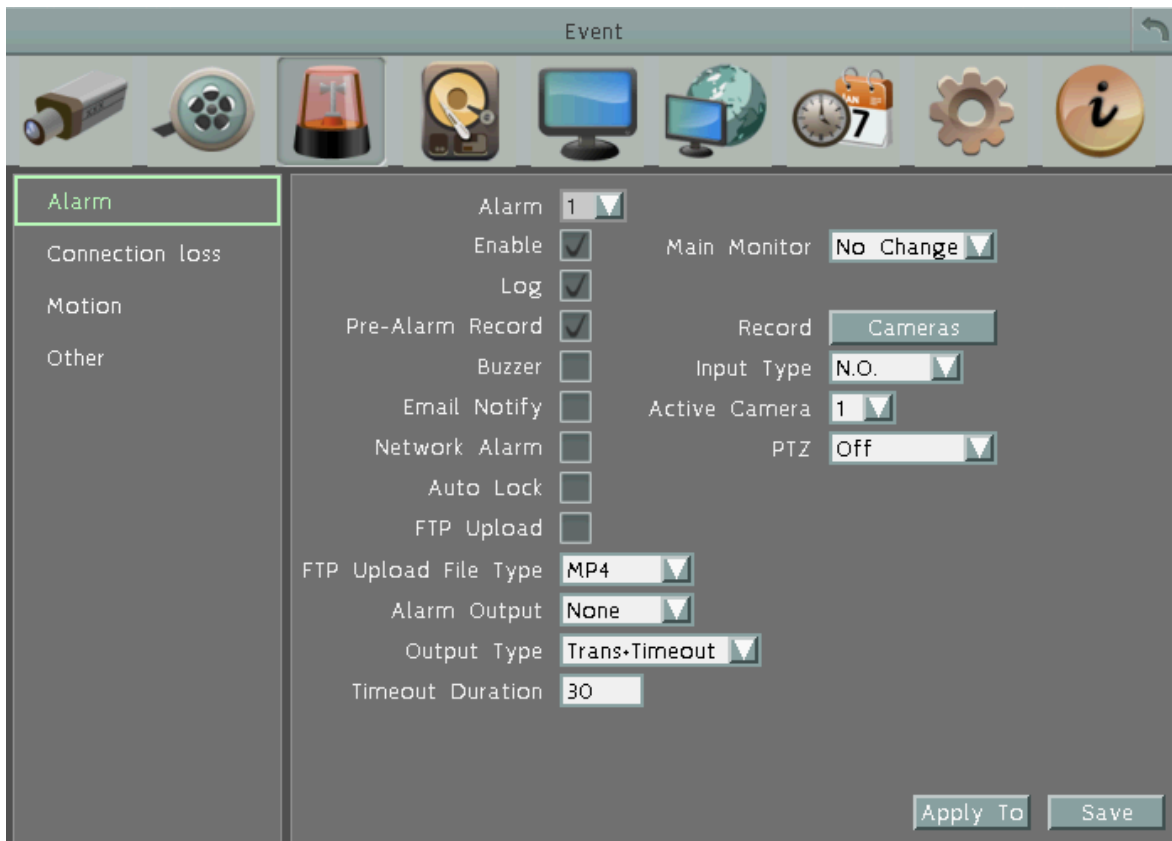 Event
JAN
7
i
Alarm
Connection loss
Motion
Other
Alarm 1
Enable Main Monitor No Change
Log
Pre-Alarm Record Record Cameras
Buzzer Input Type N.O.
Email Notify Active Camera 1
Network Alarm PTZ Off
Auto Lock
FTP Upload
FTP Upload File Type MP4
Alarm Output None
Output Type Trans+Timeout
Timeout Duration 30
Apply To Save